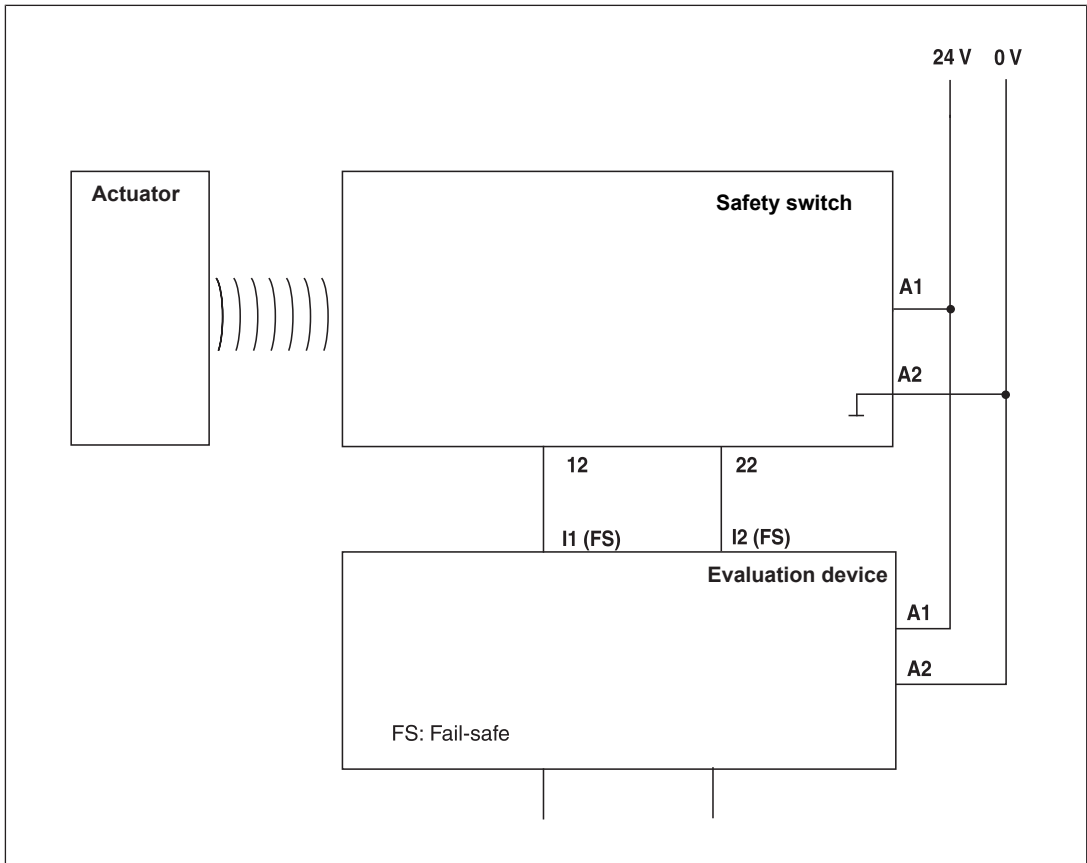 24 V 0 V
Actuator
Safety switch
A1
A2
12 22
I1 (FS) I2 (FS)
Evaluation device
A1
A2
FS: Fail-safe